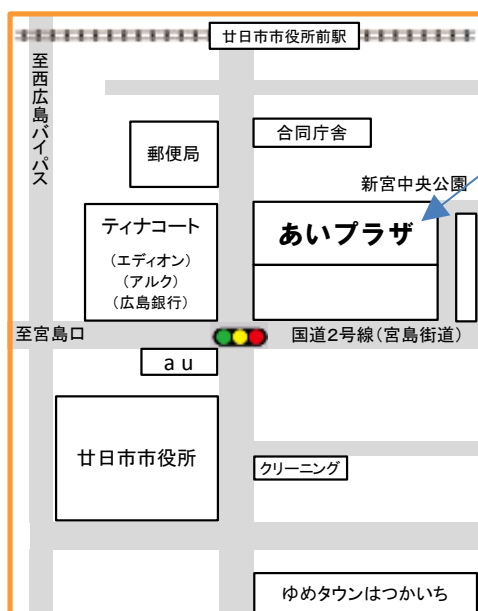 廿日市市役所前駅
至西広島バイパス
合同庁舎
郵便局
新宮中央公園
ティナコート
(エディオン)
(アルク)
(広島銀行)
あいプラザ
至宮島口
国道2号線(宮島街道)
au
廿日市市役所
クリーニング
ゆめタウンはつかいち